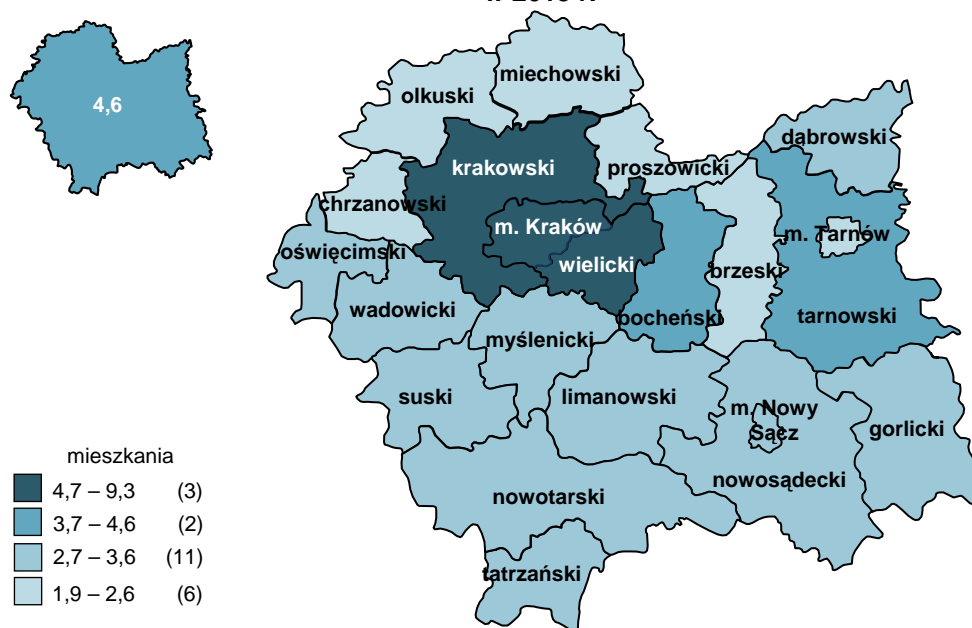 4,6
miechowski
olkuski
dąbrowski
krakowski
proszowicki
chrzanowski
m. Kraków
m. Tarnów
oświęcimski
wielicki
brzeski
wadowicki
bocheński
tarnowski
myślenicki
suski
limanowski
m. Nowy
Sącz
gorlicki
nowosądecki
nowotarski
tatrzański
mieszkania
4,7 – 9,3 (3)
3,7 – 4,6 (2)
2,7 – 3,6 (11)
1,9 – 2,6 (6)